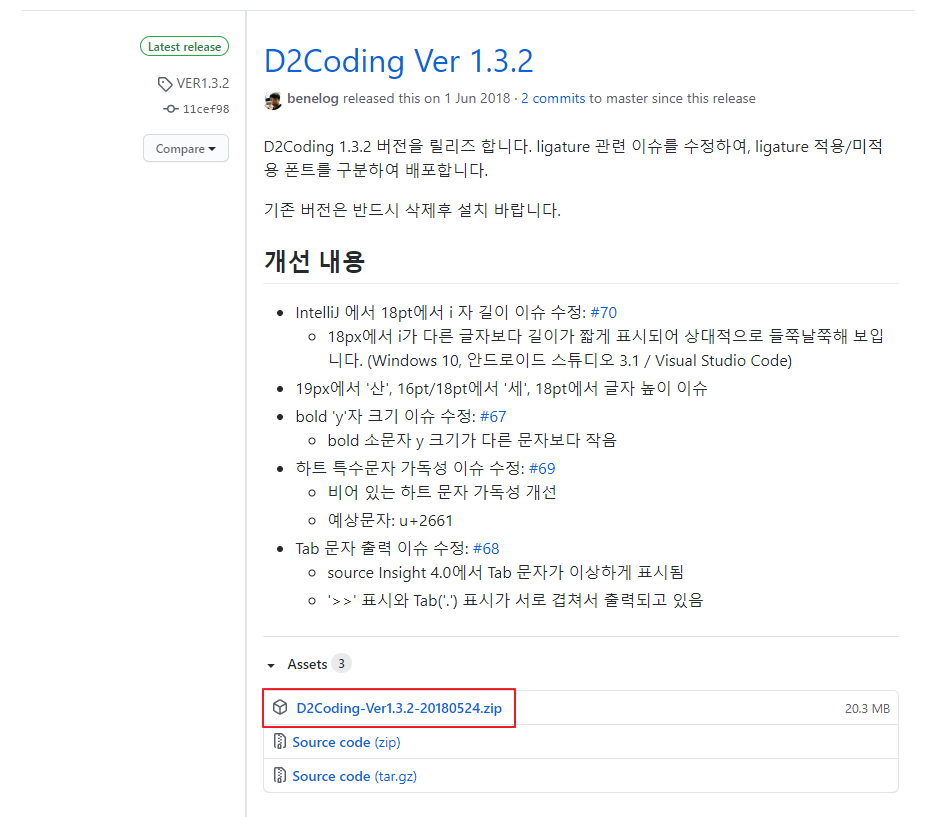 Latest release
VER1.3.2
11cef98
Compare
D2Coding Ver 1.3.2
benelog released this on 1 Jun 2018 · 2 commits to master since this release
D2Coding 1.3.2 버전을 릴리즈 합니다. ligature 관련 이슈를 수정하여, ligature 적용/미적
용 폰트를 구분하여 배포합니다.
기존 버전은 반드시 삭제후 설치 바랍니다.
개선 내용
IntelliJ 에서 18pt에서 i 자 길이 이슈 수정: #70
18px에서 i가 다른 글자보다 길이가 짧게 표시되어 상대적으로 들쭉날쭉해 보입
니다. (Windows 10, 안드로이드 스튜디오 3.1 / Visual Studio Code)
19px에서 '산', 16pt/18pt에서 '세', 18pt에서 글자 높이 이슈
bold 'y'자 크기 이슈 수정: #67
bold 소문자 y 크기가 다른 문자보다 작음
하트 특수문자 가독성 이슈 수정: #69
비어 있는 하트 문자 가독성 개선
예상문자: u+2661
Tab 문자 출력 이슈 수정: #68
source Insight 4.0에서 Tab 문자가 이상하게 표시됨
'>>' 표시와 Tab('.') 표시가 서로 겹쳐서 출력되고 있음
Assets 3
D2Coding-Ver1.3.2-20180524.zip 20.3 MB
Source code (zip)
Source code (tar.gz)